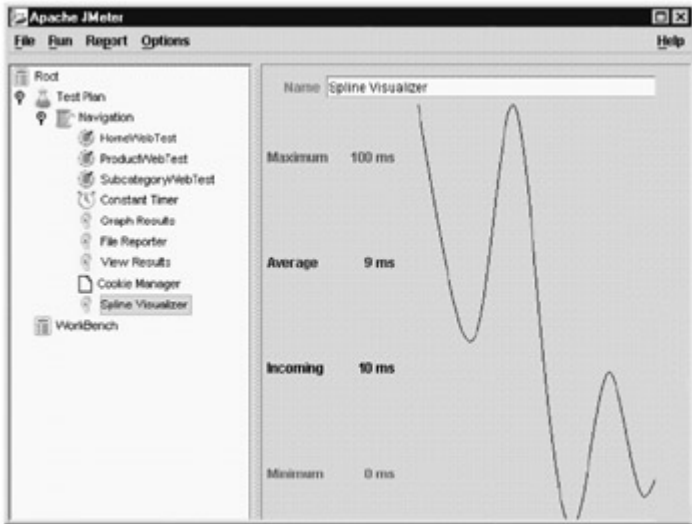 Apache JMeter
File Run Report Options Help
Root
Test Plan
Navigation
HomeWebTest
ProductWebTest
SubcategoryWebTest
Constant Timer
Graph Results
File Reporter
View Results
Cookie Manager
Spline Visualizer
WorkBench
Name Spline Visualizer
Maximum 100 ms
Average 9 ms
Incoming 10 ms
Minimum 0 ms